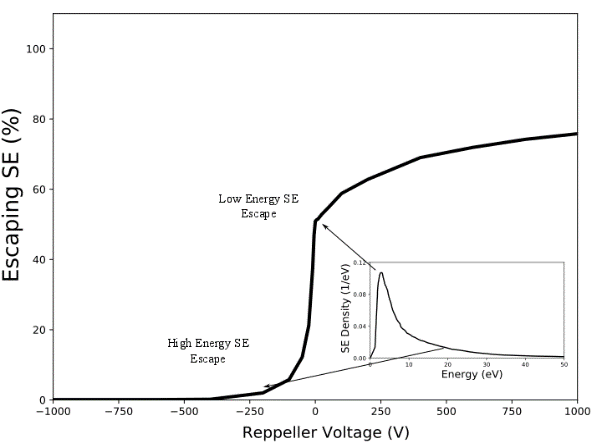 100
80
60
40
20
0
Escaping SE (%)
Low Energy SE
Escape
High Energy SE
Escape
0.12
0.08
0.04
0.00
SE Density (1/eV)
0 10 20 30 40 50
Energy (eV)
−1000 −750 −500 −250 0 250 500 750 1000
Reppeller Voltage (V)